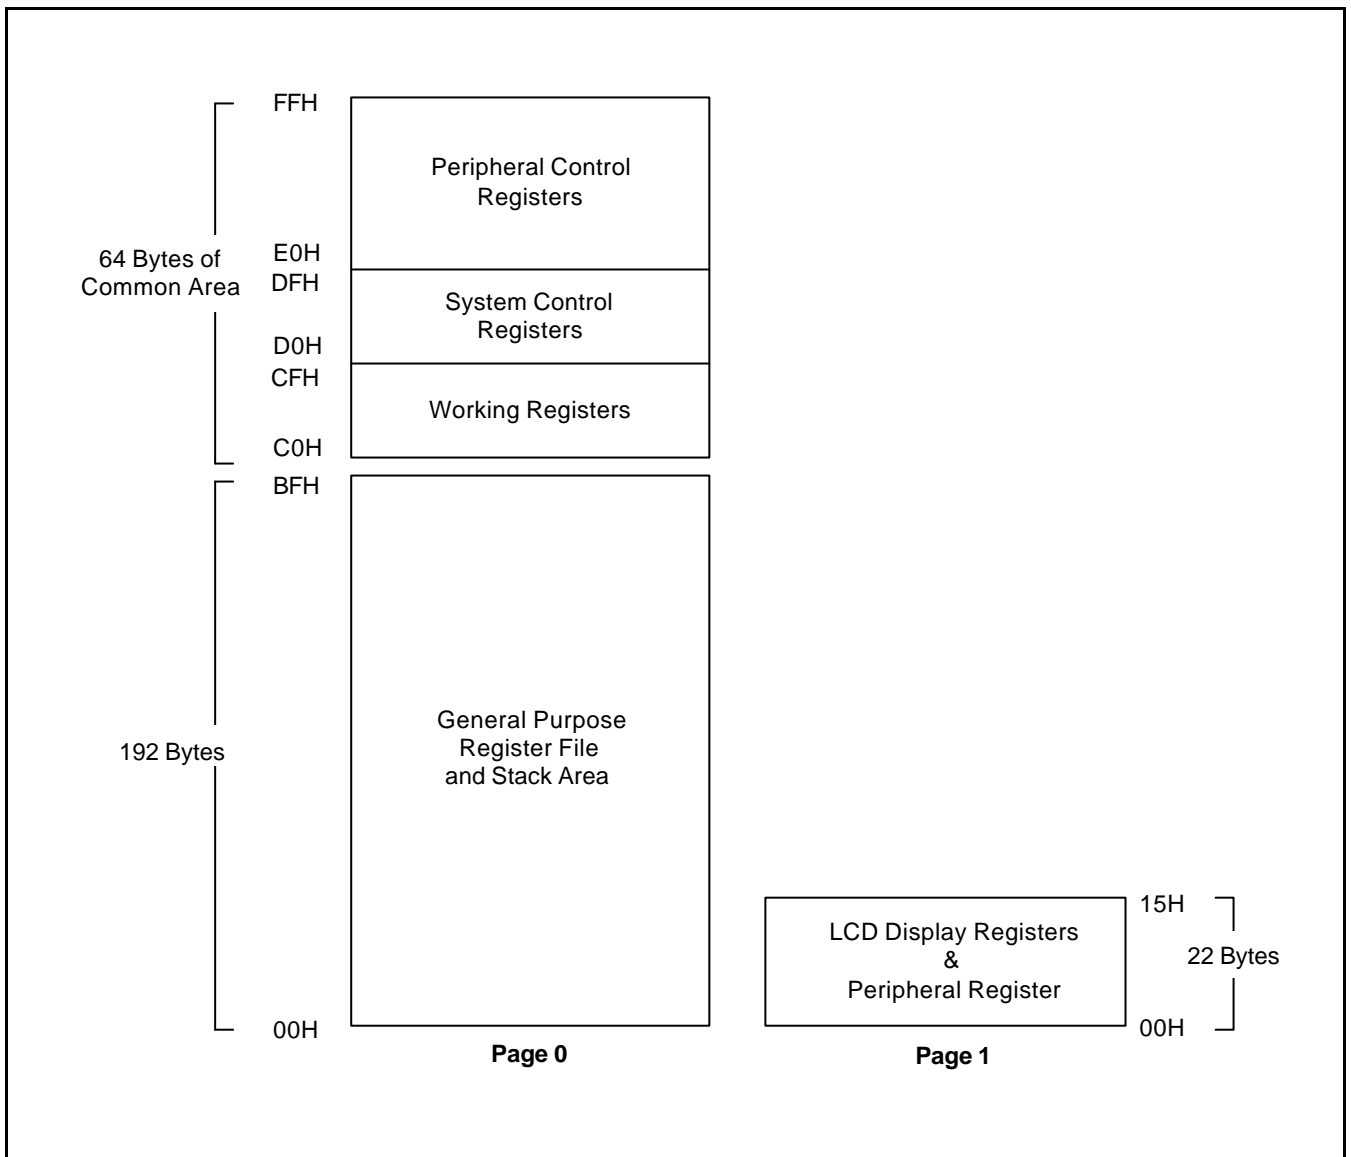 FFH
Peripheral Control
Registers
E0H
64 Bytes of
Common Area
DFH
System Control
Registers
D0H
CFH
Working Registers
C0H
BFH
General Purpose
Register File
and Stack Area
192 Bytes
00H
Page 0
15H
LCD Display Registers
&
Peripheral Register
22 Bytes
00H
Page 1